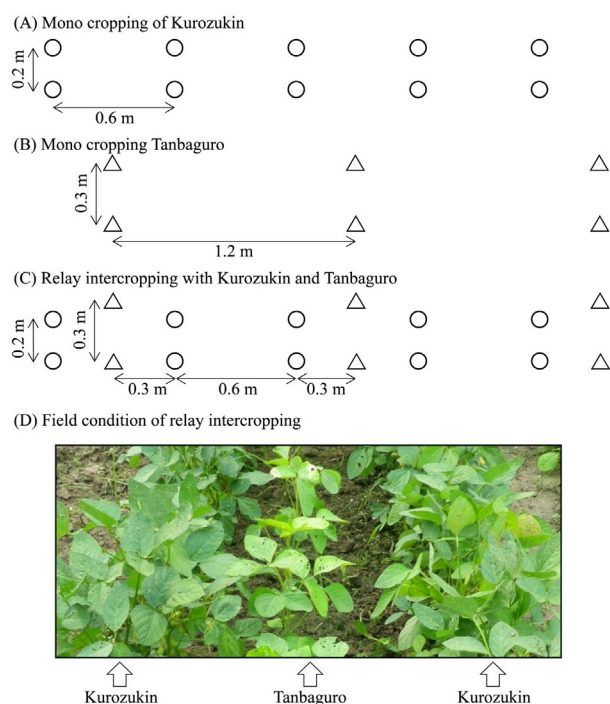 (A) Mono cropping of Kurozukin
0.2 m
0.6 m
(B) Mono cropping Tanbaguro
0.3 m
1.2 m
(C) Relay intercropping with Kurozukin and Tanbaguro
0.2 m
0.3 m
0.3 m 0.6 m 0.3 m
(D) Field condition of relay intercropping
Kurozukin Tanbaguro Kurozukin